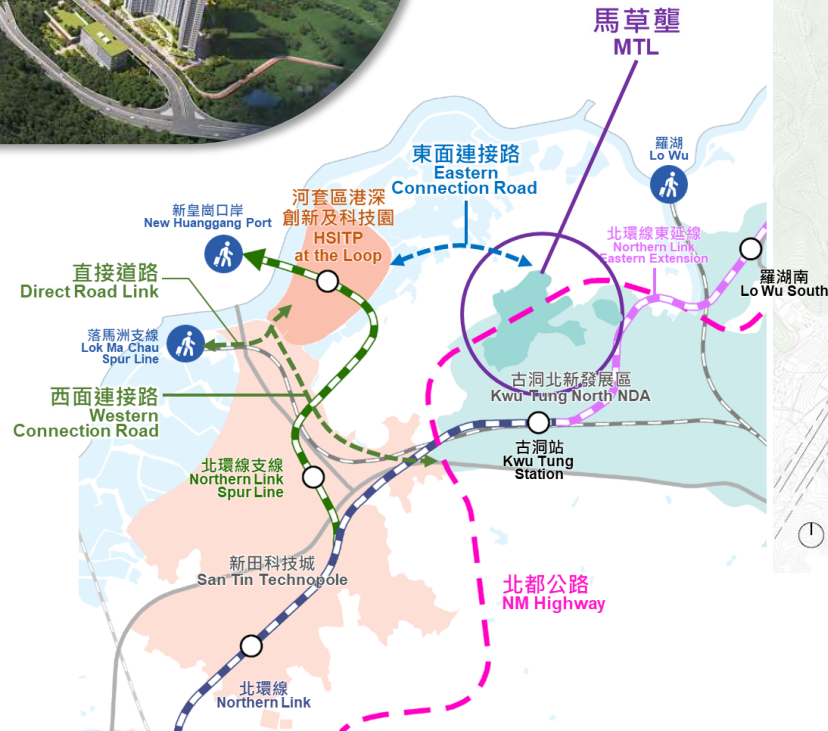 馬草壟
MTL
羅湖
Lo Wu
東面連接路
Eastern
Connection Road
新皇崗口岸
New Huanggang Port
河套區港深
創新及科技園
HSITP
at the Loop
北環線東延線
Northern Link
Eastern Extension
直接道路
Direct Road Link
羅湖南
Lo Wu South
落馬洲支線
Lok Ma Chau
Spur Line
古洞北新發展區
Kwu Tung North NDA
西面連接路
Western
Connection Road
古洞站
Kwu Tung
Station
北環線支線
Northern Link
Spur Line
新田科技城
San Tin Technopole
北都公路
NM Highway
北環線
Northern Link